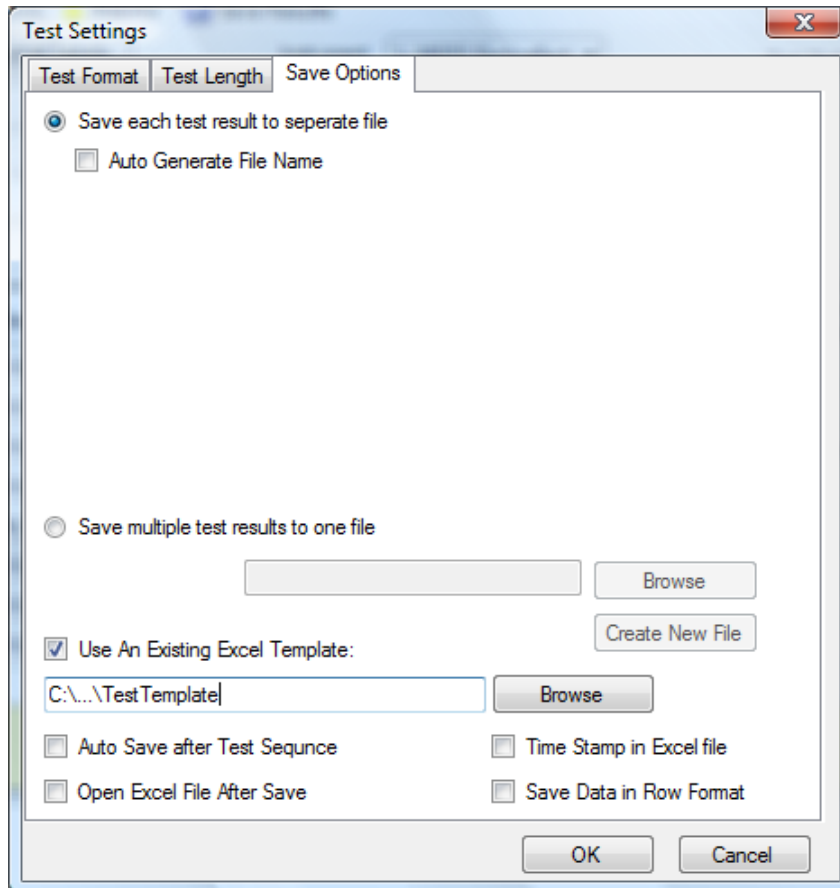 Test Settings
Test Format Test Length Save Options
Save each test result to seperate file
Auto Generate File Name
Save multiple test results to one file
Browse
Create New File
Use An Existing Excel Template:
C:\...\TestTemplate
Browse
Auto Save after Test Sequnce
Time Stamp in Excel file
Open Excel File After Save
Save Data in Row Format
OK
Cancel